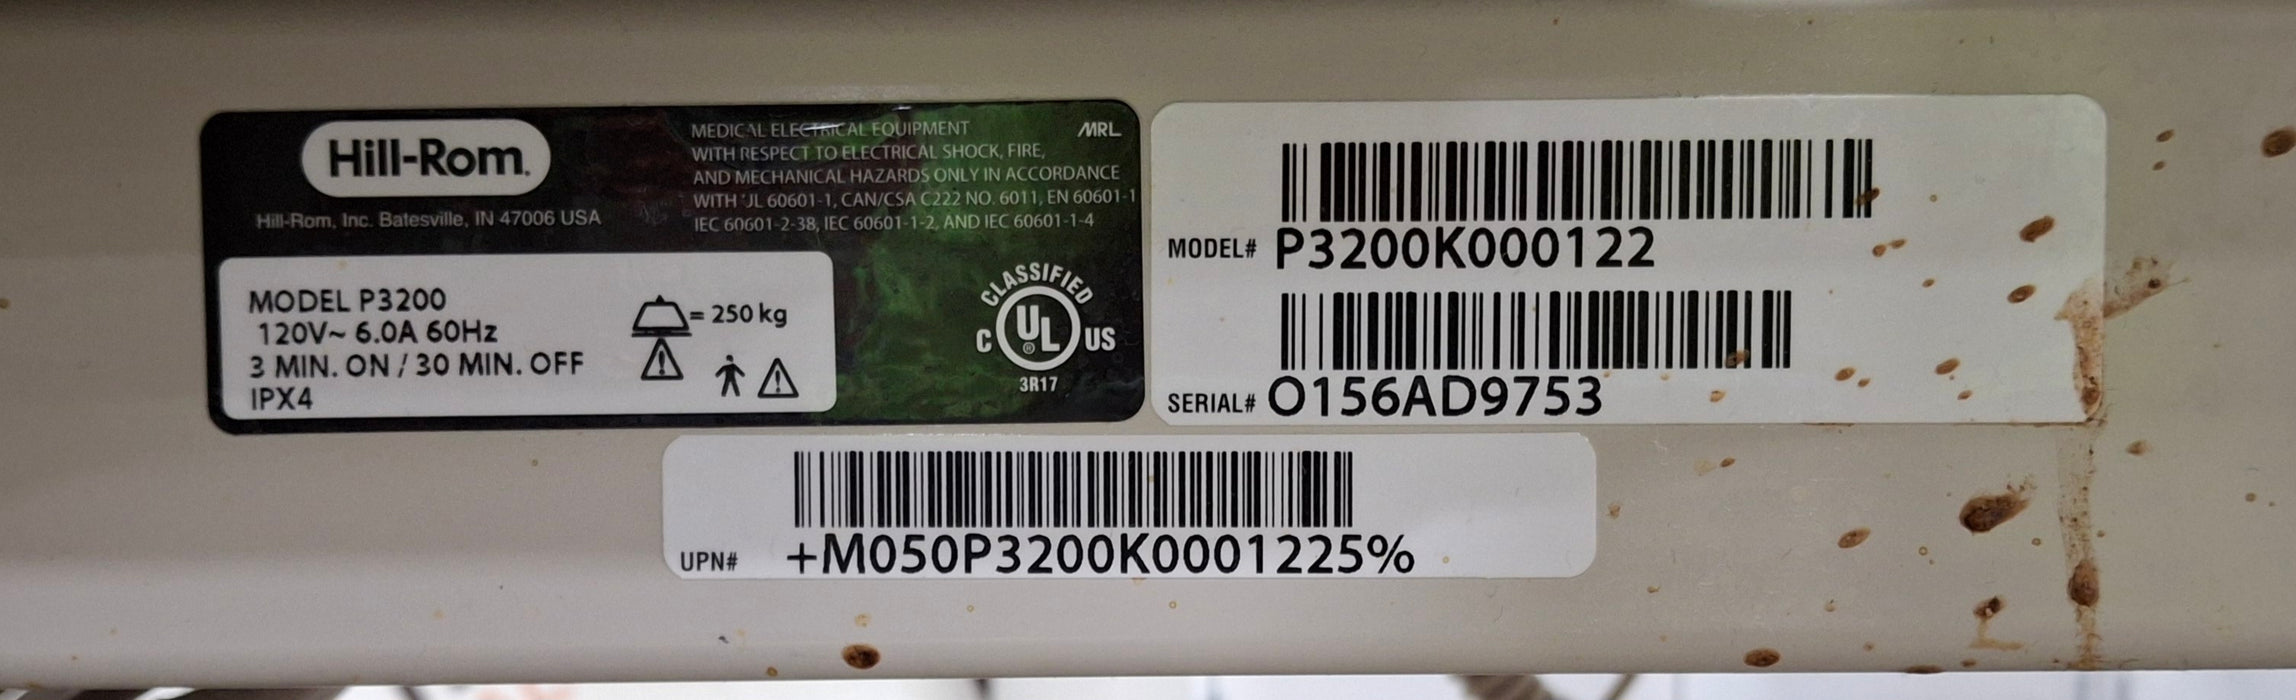 Hill-Rom.
Hill-Rom, Inc. Batesville, IN 47006 USA
MEDICAL ELECTRICAL EQUIPMENT
WITH RESPECT TO ELECTRICAL SHOCK, FIRE,
AND MECHANICAL HAZARDS ONLY IN ACCORDANCE
WITH UL 60601-1, CAN/CSA C222 NO. 6011, EN 60601-1
IEC 60601-2-38, IEC 60601-1-2, AND IEC 60601-1-4
MRL
MODEL P3200
120V~ 6.0A 60Hz
3 MIN. ON / 30 MIN. OFF
IPX4
= 250 kg
CLASSIFIED
C UL® US
3R17
MODEL# P3200K000122
SERIAL# O156AD9753
UPN# +M050P3200K0001225%